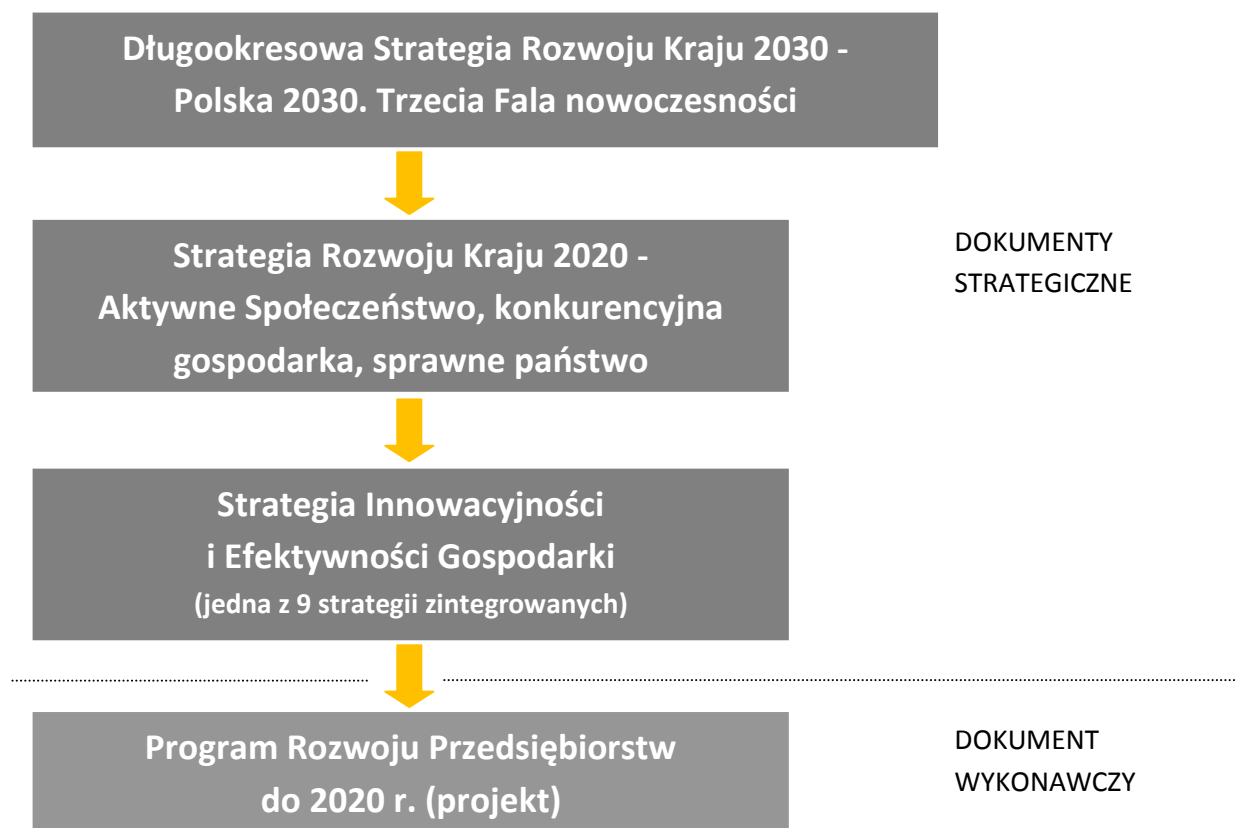 Długookresowa Strategia Rozwoju Kraju 2030 -
Polska 2030. Trzecia Fala nowoczesności
Strategia Rozwoju Kraju 2020 -
Aktywne Społeczeństwo, konkurencyjna
gospodarka, sprawne państwo
DOKUMENTY
STRATEGICZNE
Strategia Innowacyjności
i Efektywności Gospodarki
(jedna z 9 strategii zintegrowanych)
Program Rozwoju Przedsiębiorstw
do 2020 r. (projekt)
DOKUMENT
WYKONAWCZY